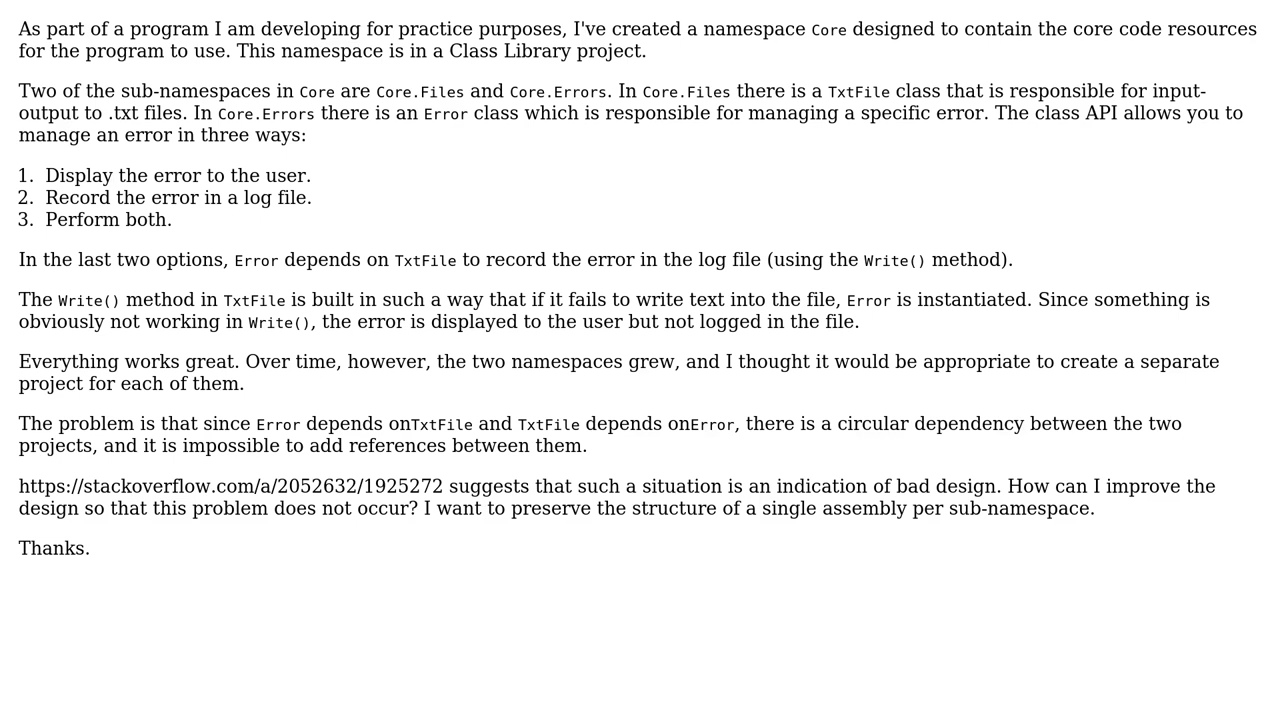 As part of a program I am developing for practice purposes, I've created a namespace Core designed to contain the core code resources
for the program to use. This namespace is in a Class Library project.
Two of the sub-namespaces in Core are Core.Files and Core.Errors. In Core.Files there is a TxtFile class that is responsible for input-
output to .txt files. In Core.Errors there is an Error class which is responsible for managing a specific error. The class API allows you to
manage an error in three ways:
1. Display the error to the user.
2. Record the error in a log file.
3. Perform both.
In the last two options, Error depends on TxtFile to record the error in the log file (using the Write() method).
The Write() method in TxtFile is built in such a way that if it fails to write text into the file, Error is instantiated. Since something is
obviously not working in Write(), the error is displayed to the user but not logged in the file.
Everything works great. Over time, however, the two namespaces grew, and I thought it would be appropriate to create a separate
project for each of them.
The problem is that since Error depends onTxtFile and TxtFile depends onError, there is a circular dependency between the two
projects, and it is impossible to add references between them.
https://stackoverflow.com/a/2052632/1925272 suggests that such a situation is an indication of bad design. How can I improve the
design so that this problem does not occur? I want to preserve the structure of a single assembly per sub-namespace.
Thanks.